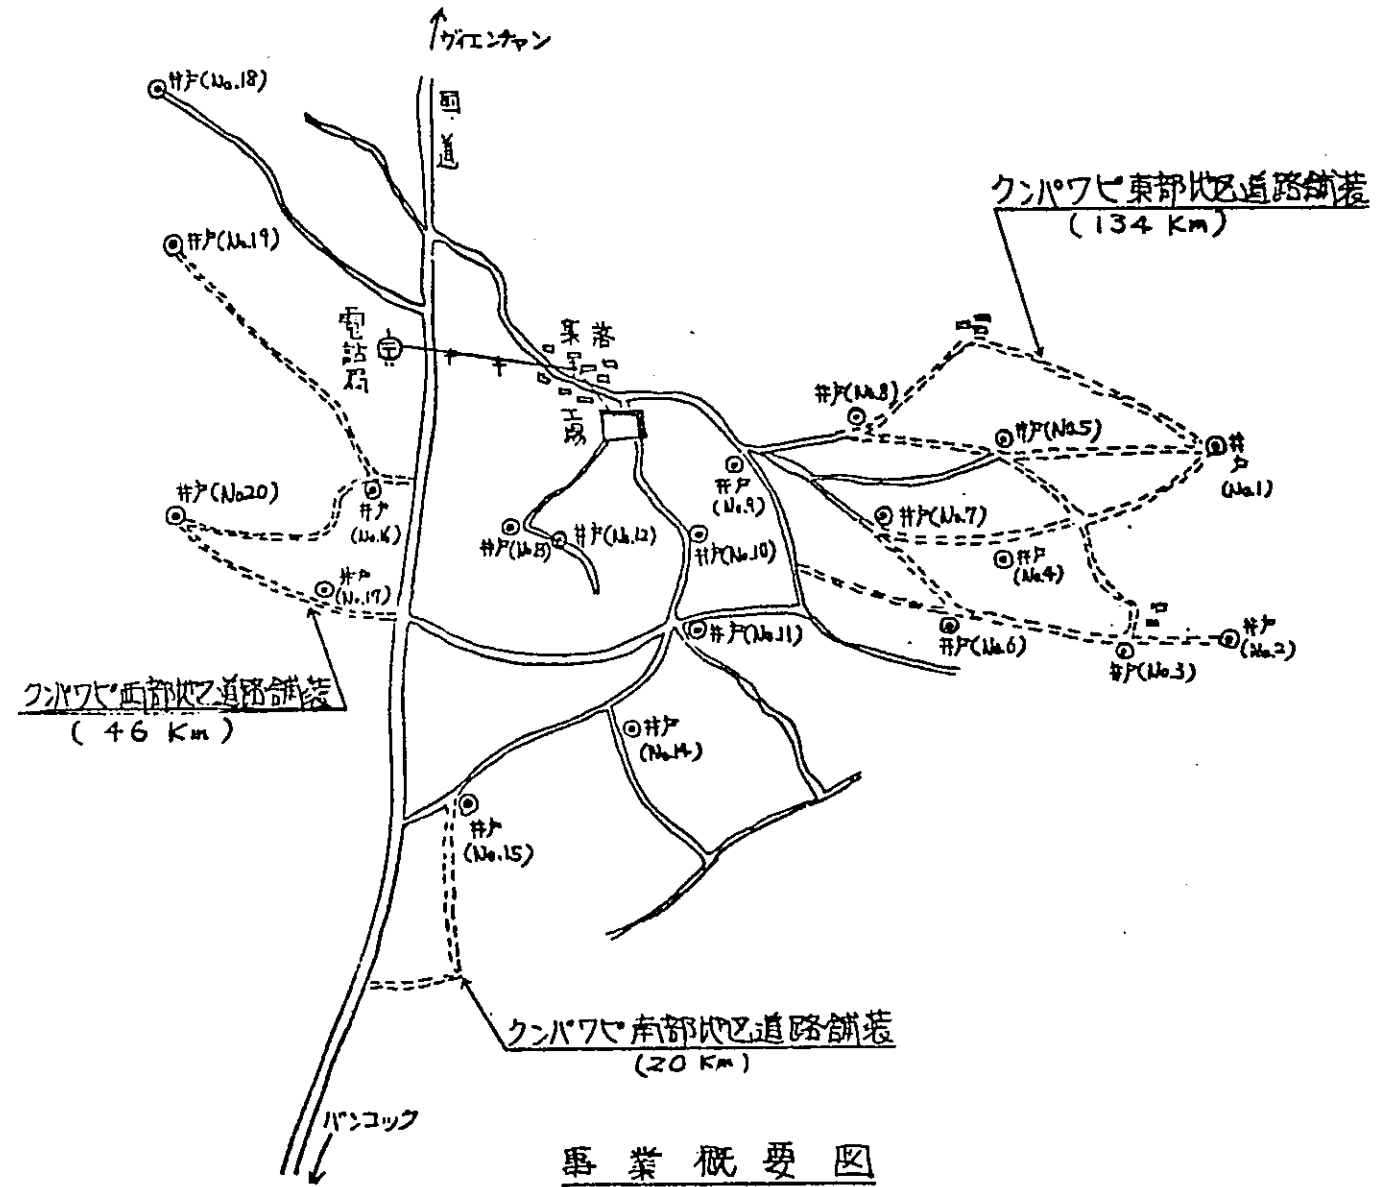 ヴィエンチャン
国道
井戸(No.18)
クンパワピ東部地区道路舗装
(134 Km)
井戸(No.19)
電話局
集落
工場
井戸(No.8)
井戸(No.5)
井戸
(No.1)
井戸
(No.9)
井戸(No.20)
井戸
(No.16)
井戸(No.7)
井戸(No.13)
井戸(No.12)
井戸(No.10)
井戸
(No.4)
井戸
(No.17)
井戸(No.11)
井戸(No.6)
井戸
(No.2)
井戸(No.3)
クンパワピ西部地区道路舗装
(46 Km)
井戸
(No.14)
井戸
(No.15)
クンパワピ南部地区道路舗装
(20 Km)
バンコック
事業概要図